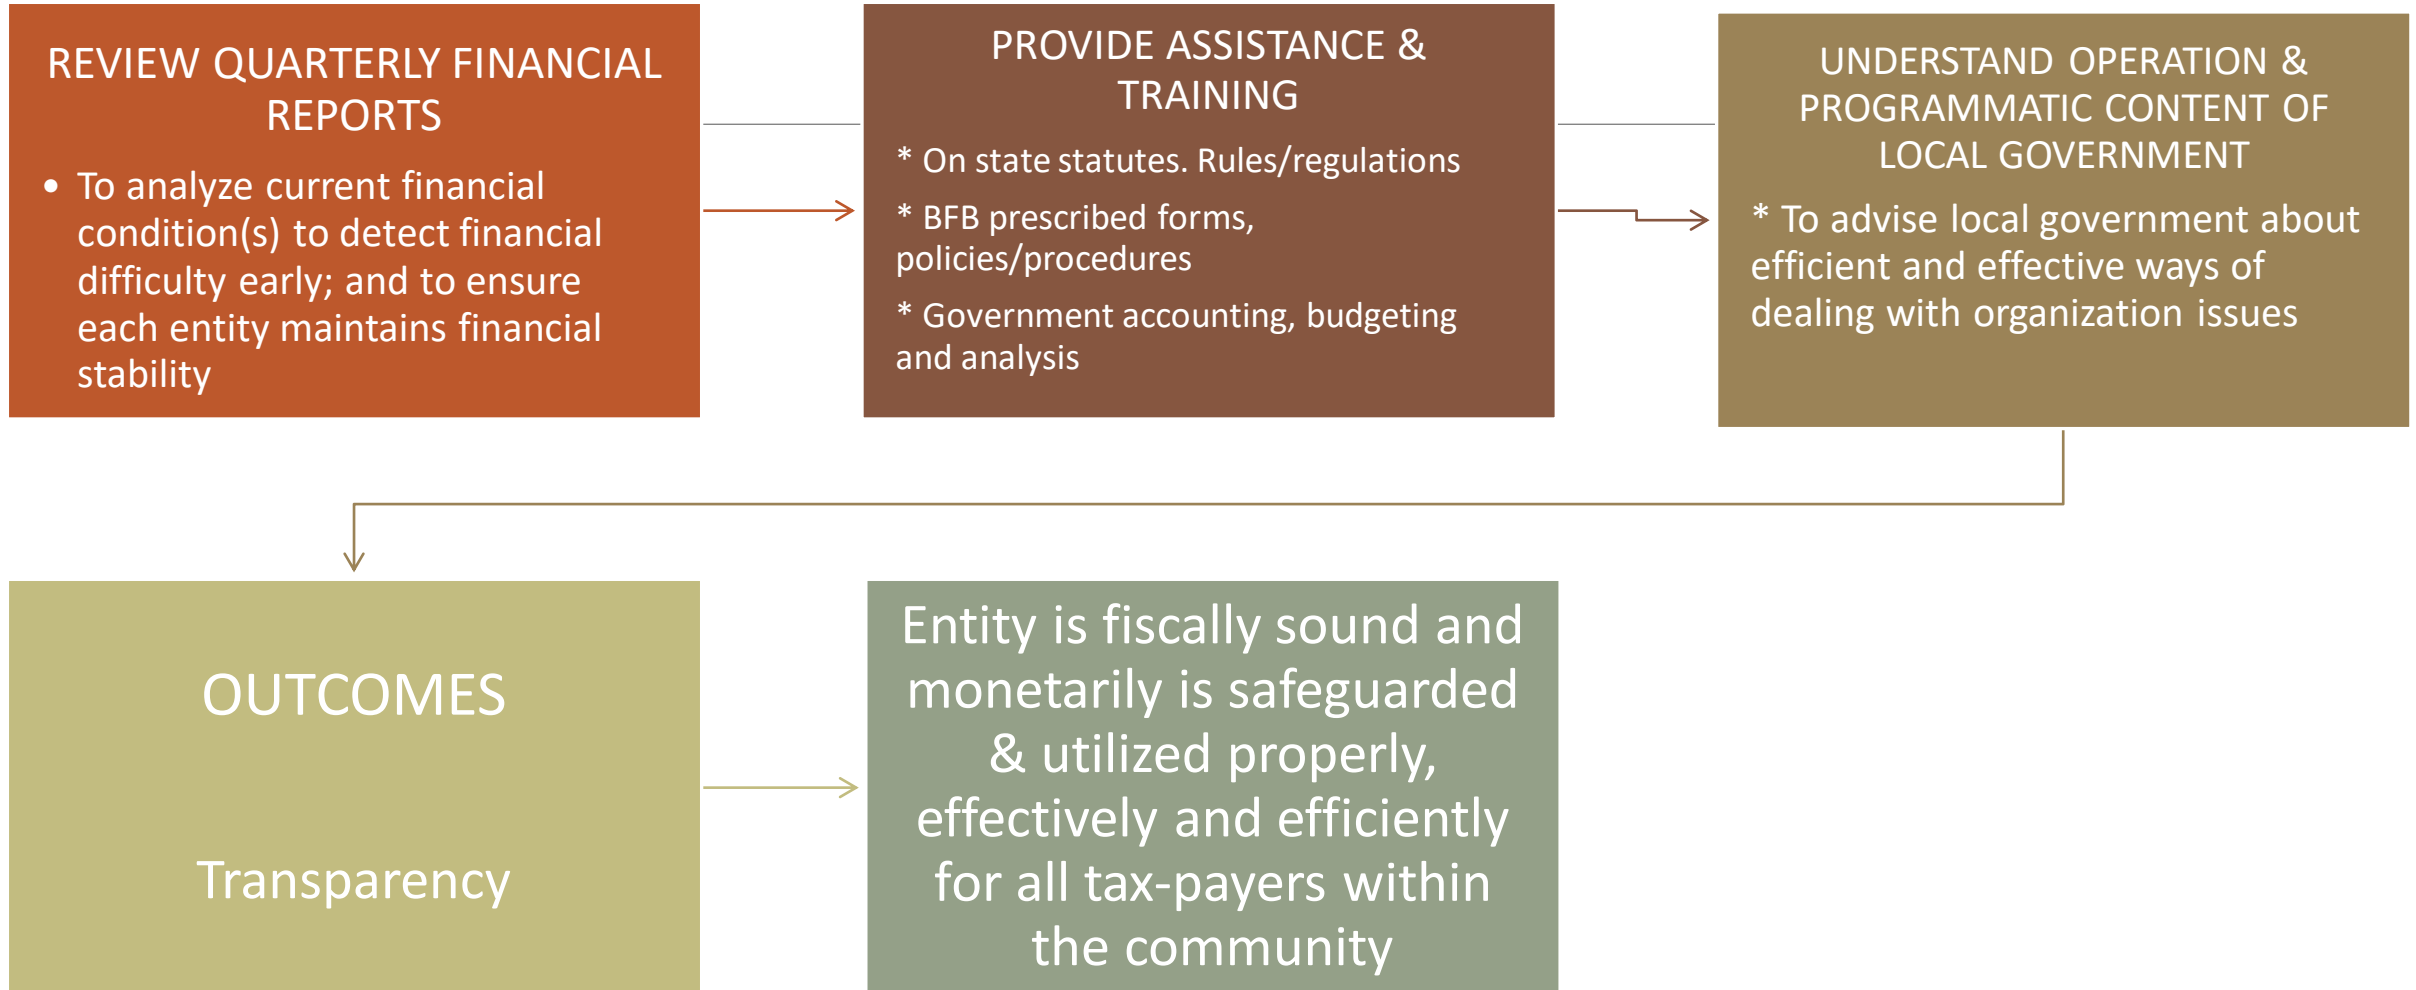 REVIEW QUARTERLY FINANCIAL
REPORTS
• To analyze current financial
condition(s) to detect financial
difficulty early; and to ensure
each entity maintains financial
stability
PROVIDE ASSISTANCE &
TRAINING
* On state statutes. Rules/regulations
* BFB prescribed forms,
policies/procedures
* Government accounting, budgeting
and analysis
UNDERSTAND OPERATION &
PROGRAMMATIC CONTENT OF
LOCAL GOVERNMENT
* To advise local government about
efficient and effective ways of
dealing with organization issues
OUTCOMES
Transparency
Entity is fiscally sound and
monetarily is safeguarded
& utilized properly,
effectively and efficiently
for all tax-payers within
the community